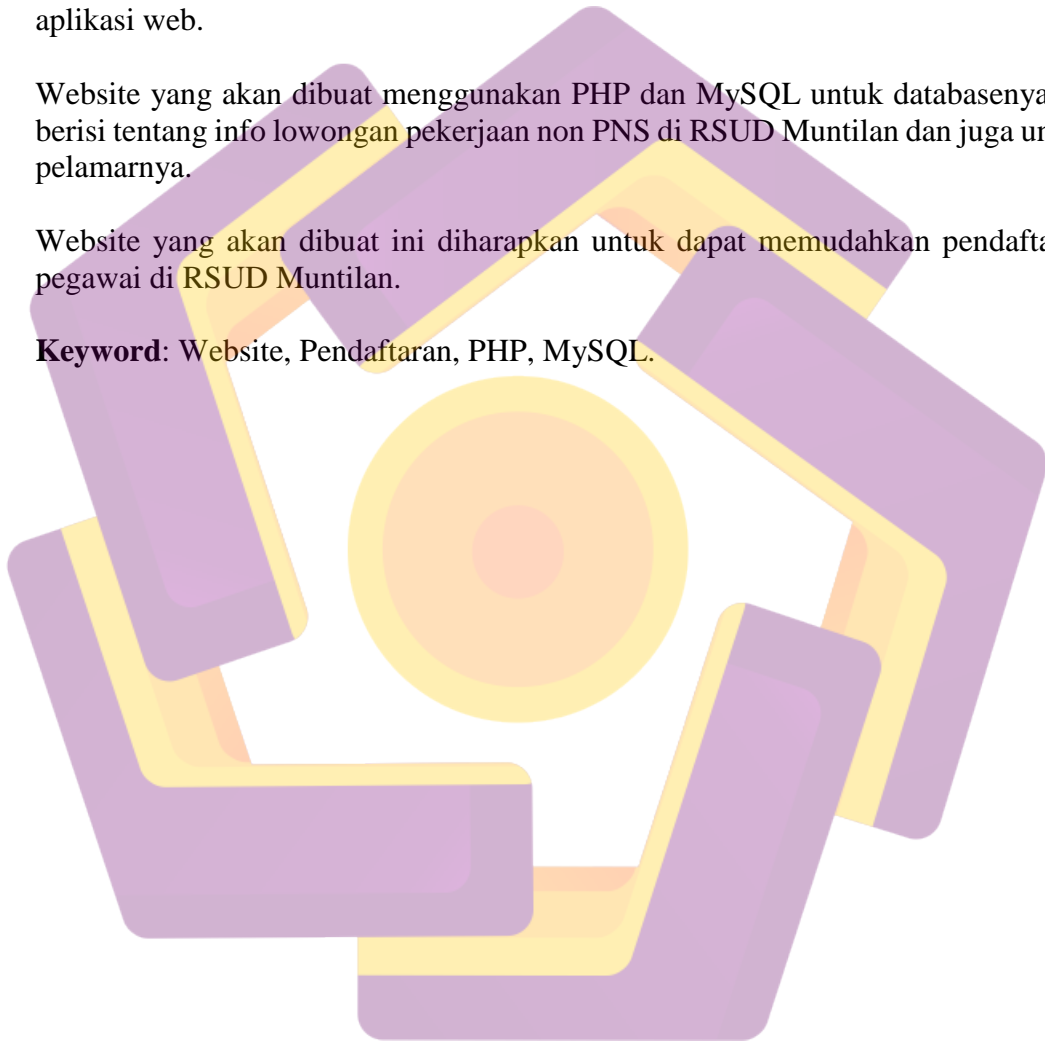 aplikasi web.
Website yang akan dibuat menggunakan PHP dan MySQL untuk databasenya
berisi tentang info lowongan pekerjaan non PNS di RSUD Muntilan dan juga un
pelamarnya.
Website yang akan dibuat ini diharapkan untuk dapat memudahkan pendafta
pegawai di RSUD Muntilan.
Keyword: Website, Pendaftaran, PHP, MySQL.